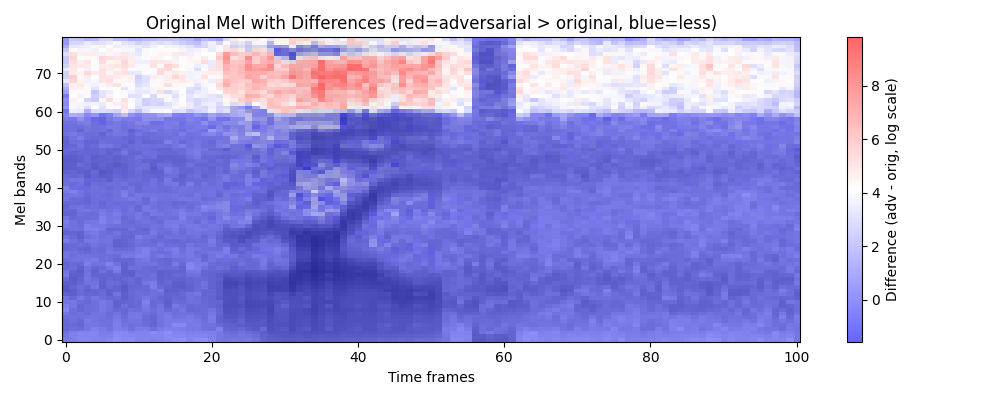 Original Mel with Differences (red=adversarial > original, blue=less)
Mel bands
70
60
50
40
30
20
10
0
0 20 40 60 80 100
Time frames
8
6
4
2
0
Difference (adv - orig, log scale)